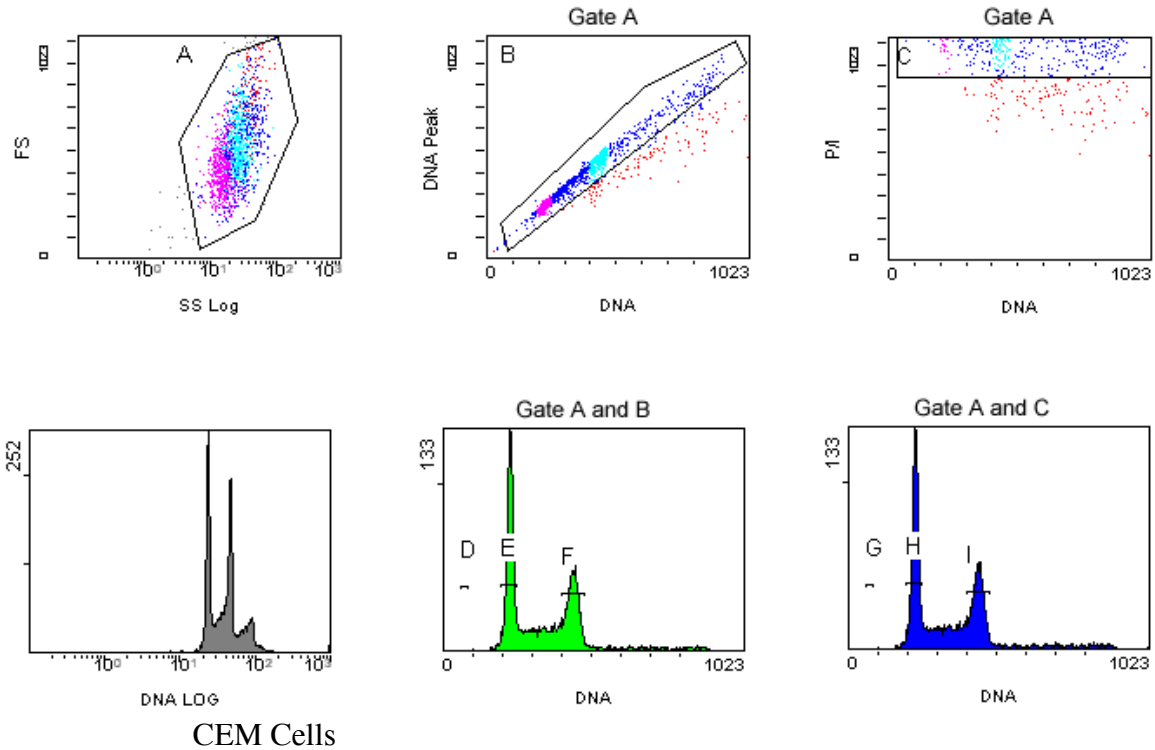 Gate A
Gate A
A
1023
FS
10⁰ 10¹ 10² 10³
SS Log
B
1023
DNA Peak
0
0 1023
DNA
C
1023
P/I
0
0 1023
DNA
0
Gate A and B
Gate A and C
252
10⁰ 10¹ 10² 10³
DNA LOG
133
D E F
0 1023
DNA
133
G H I
0 1023
DNA
CEM Cells